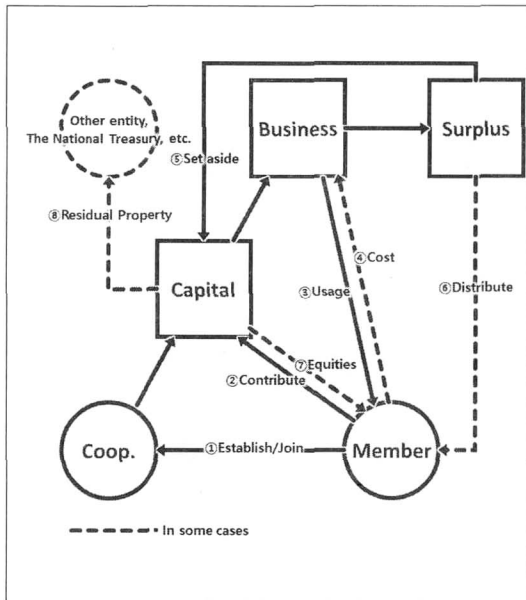 Other entity,
The National Treasury, etc.
Business
Surplus
⑤Set aside
⑧Residual Property
④Cost
③Usage
⑥Distribute
Capital
⑦Equities
②Contribute
Coop.
①Establish/Join
Member
In some cases